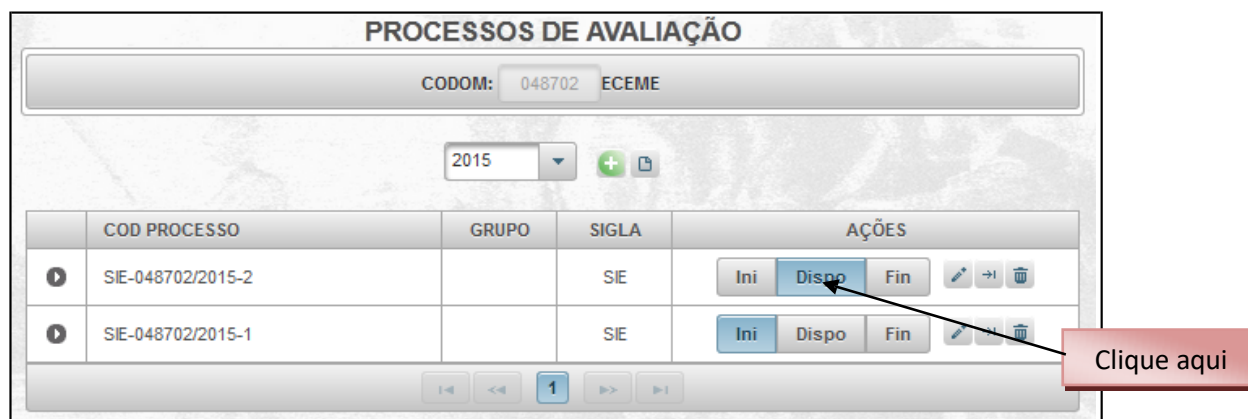 PROCESSOS DE AVALIAÇÃO
CODOM: 048702 ECEME
2015
COD PROCESSO GRUPO SIGLA AÇÕES
SIE-048702/2015-2 SIE Ini Dispo Fin
SIE-048702/2015-1 SIE Ini Dispo Fin
Clique aqui
1